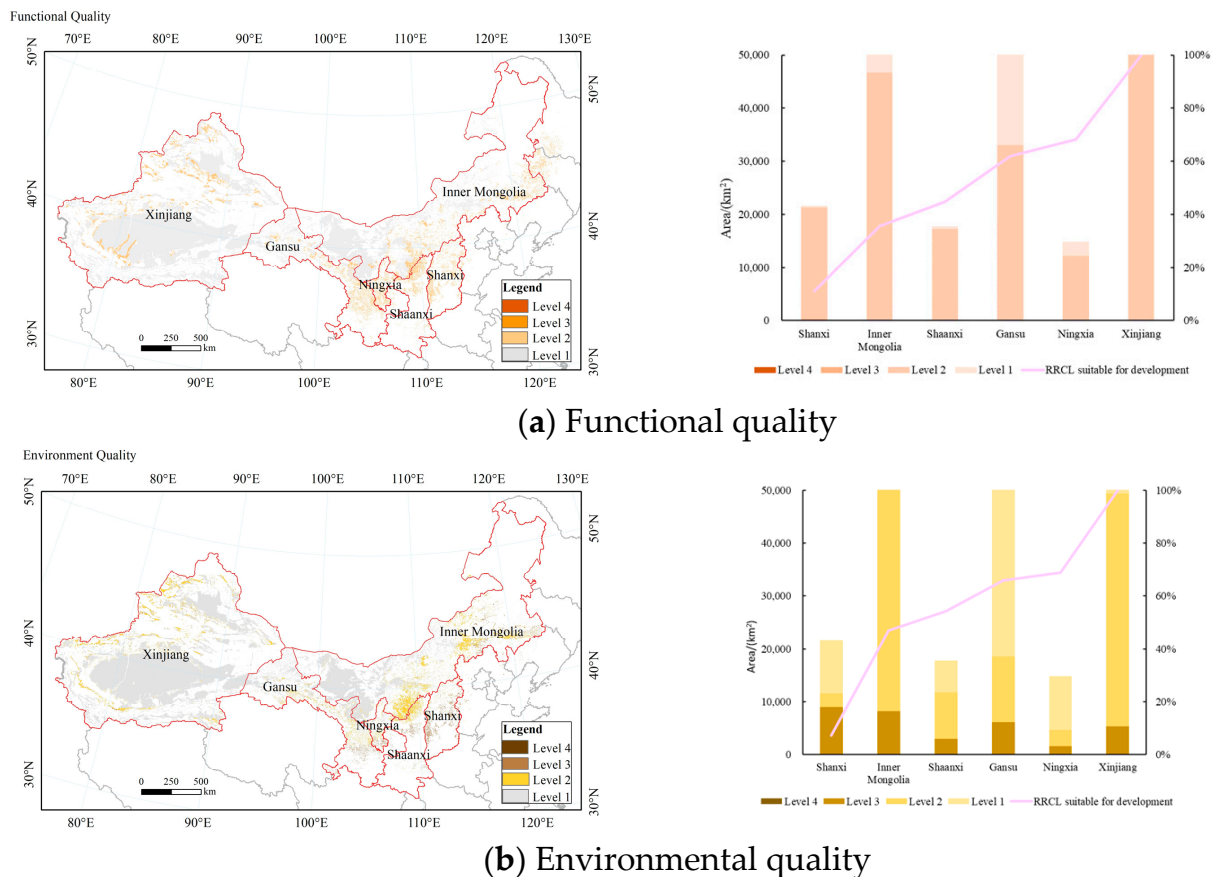 Functional Quality
70°E 80°E 90°E 100°E 110°E 120°E 130°E
50°N
50°N
40°N
40°N
30°N
30°N
Xinjiang
Gansu
Inner Mongolia
Ningxia
Shanxi
Shaanxi
Legend
Level 4
Level 3
Level 2
Level 1
0 250 500
km
80°E 90°E 100°E 110°E 120°E
50,000
40,000
30,000
20,000
10,000
0
Area/(km²)
100%
80%
60%
40%
20%
0%
Shanxi Inner Mongolia Shaanxi Gansu Ningxia Xinjiang
Level 4 Level 3 Level 2 Level 1 RRCL suitable for development
(a) Functional quality
Environment Quality
70°E 80°E 90°E 100°E 110°E 120°E 130°E
50°N
50°N
40°N
40°N
30°N
30°N
Xinjiang
Gansu
Inner Mongolia
Ningxia
Shanxi
Shaanxi
Legend
Level 4
Level 3
Level 2
Level 1
0 250 500
km
80°E 90°E 100°E 110°E 120°E
50,000
40,000
30,000
20,000
10,000
0
Area/(km²)
100%
80%
60%
40%
20%
0%
Shanxi Inner Mongolia Shaanxi Gansu Ningxia Xinjiang
Level 4 Level 3 Level 2 Level 1 RRCL suitable for development
(b) Environmental quality